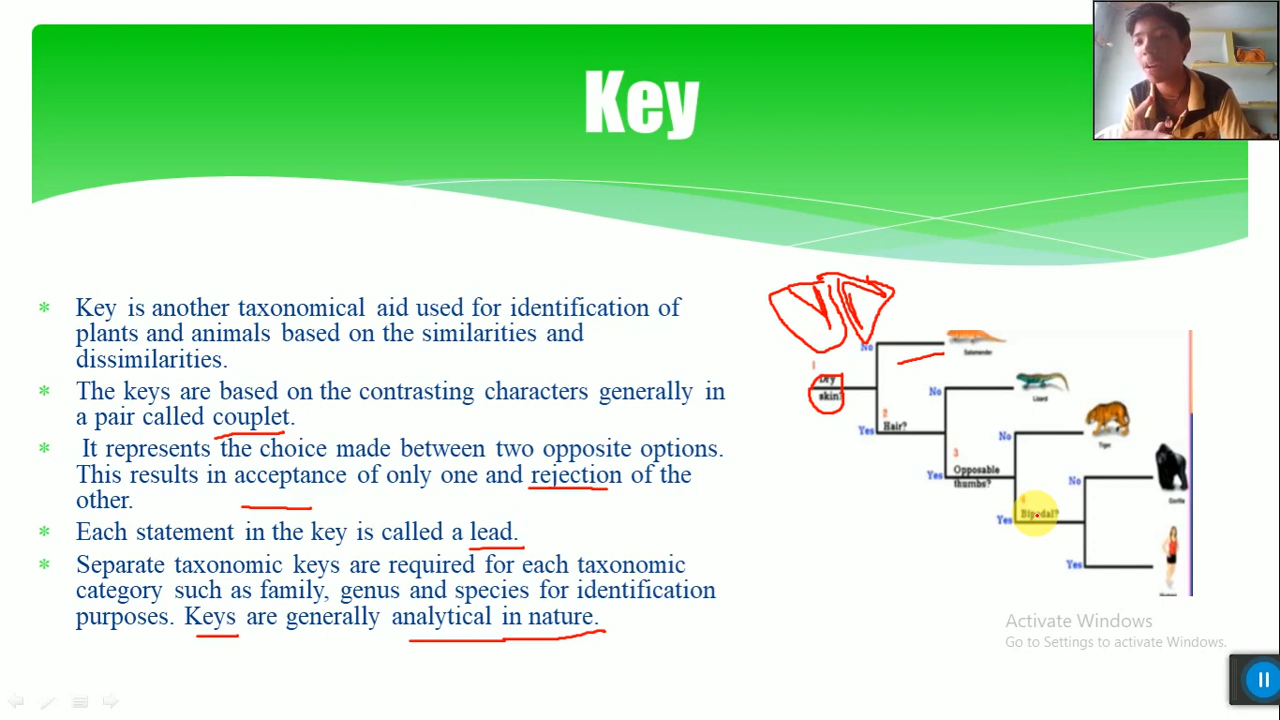 Key
* Key is another taxonomical aid used for identification of
plants and animals based on the similarities and
dissimilarities.
* The keys are based on the contrasting characters generally in
a pair called couplet.
* It represents the choice made between two opposite options.
This results in acceptance of only one and rejection of the
other.
* Each statement in the key is called a lead.
* Separate taxonomic keys are required for each taxonomic
category such as family, genus and species for identification
purposes. Keys are generally analytical in nature.
1
Dry
skin?
No
Salamander
Yes
2
Hair?
No
Lizard
Yes
3
Opposable
thumbs?
No
Tiger
Yes
4
Bipedal?
No
Gorilla
Yes
Human
Activate Windows
Go to Settings to activate Windows.